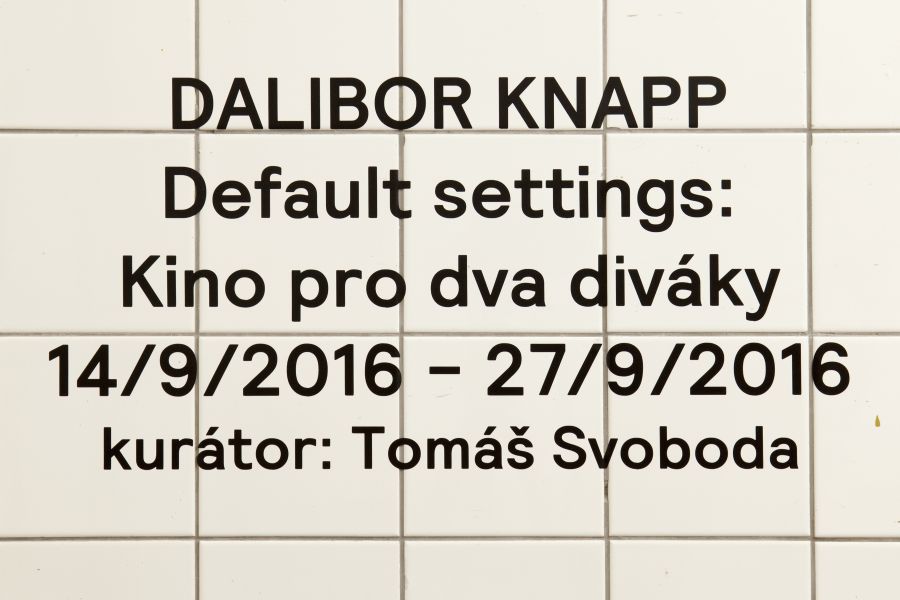 DALIBOR KNAPP
Default settings:
Kino pro dva diváky
14/9/2016 – 27/9/2016
kurátor: Tomáš Svoboda